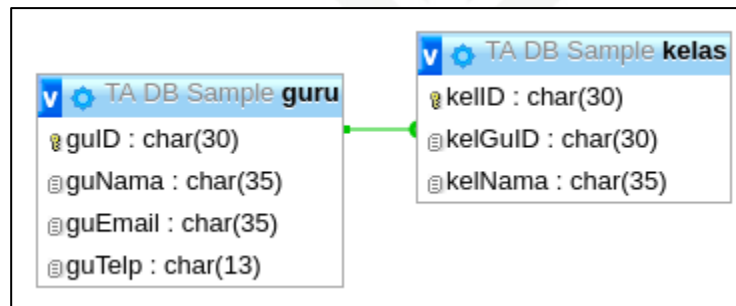 v TA DB Sample guru
guID : char(30)
guNama : char(35)
guEmail : char(35)
guTelp : char(13)
v TA DB Sample kelas
kelID : char(30)
kelGuID : char(30)
kelNama : char(35)